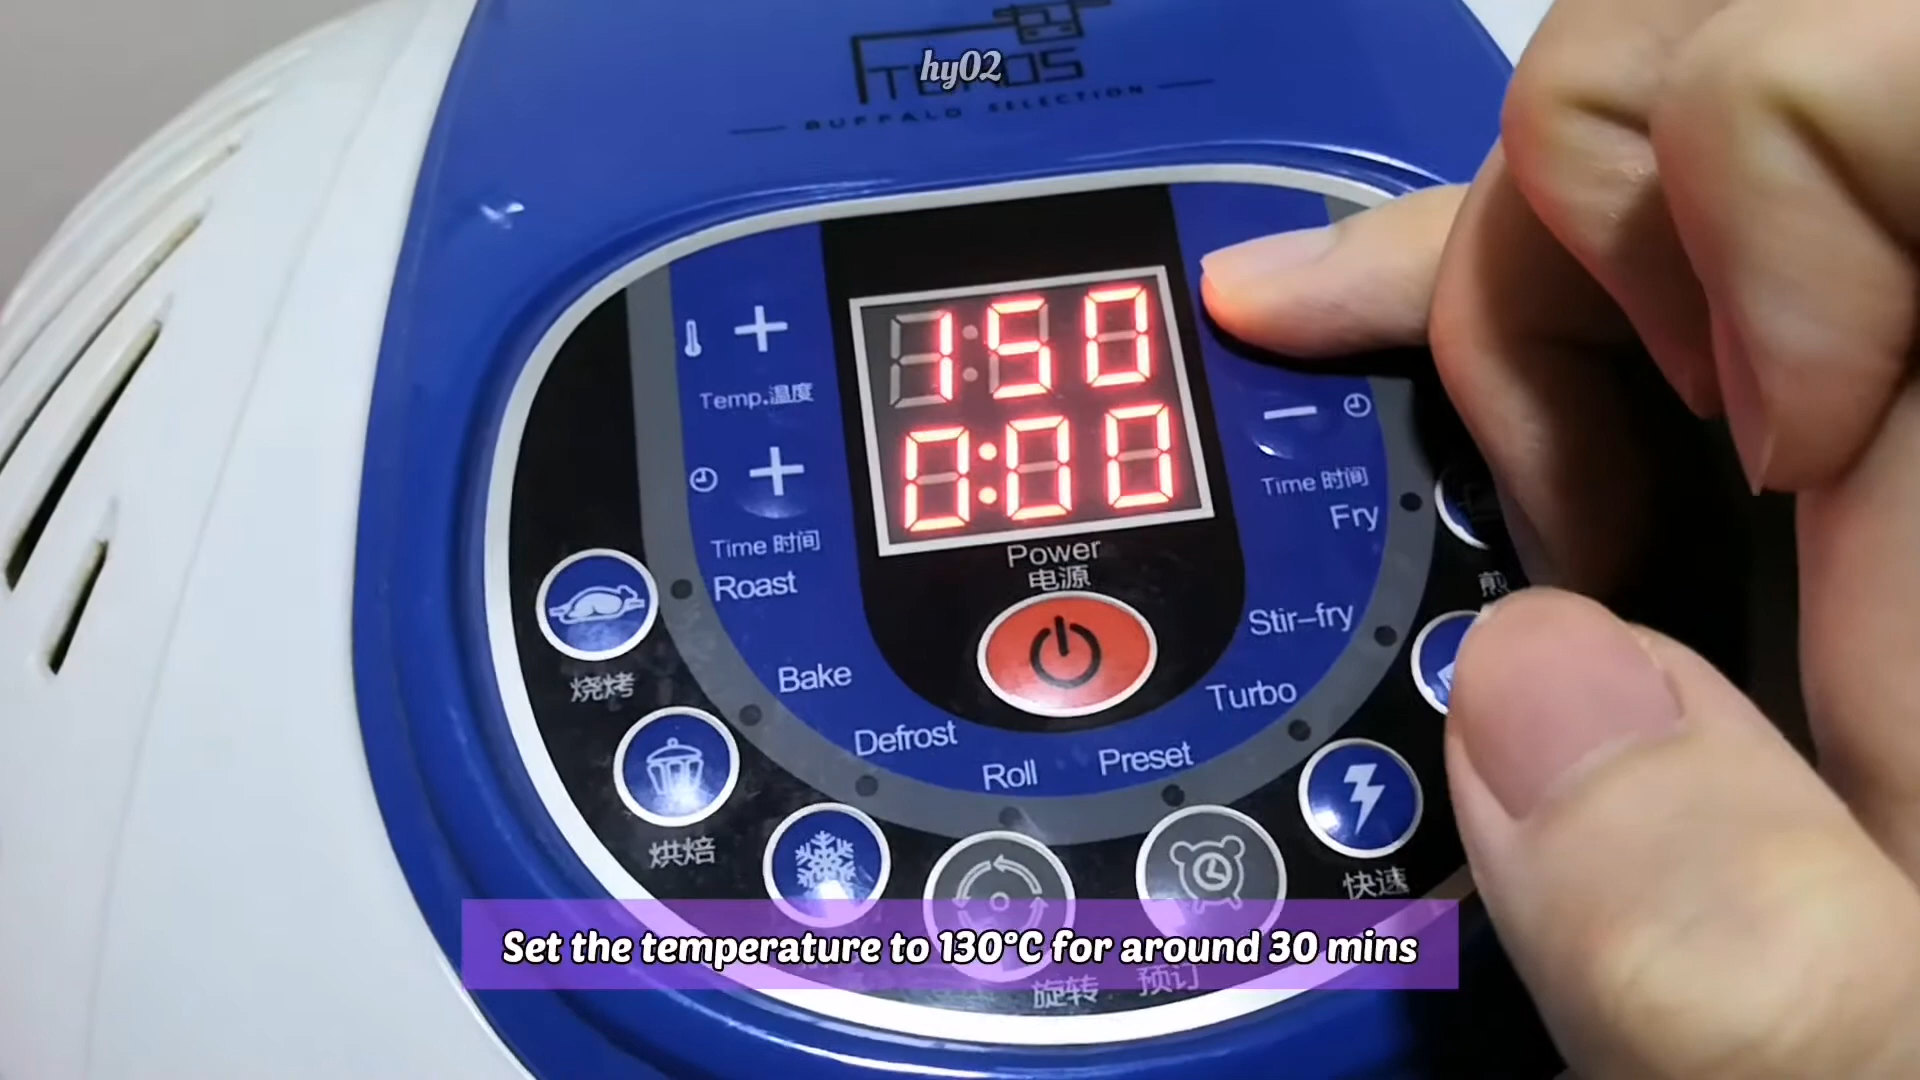 hy02
BUFFALO SELECTION
150
0:00
Temp.温度
Time 时间
Time 时间
Power
电源
Roast
Fry
Bake
Stir-fry
Defrost
Turbo
Roll
Preset
烧烤
煎
烘焙
快速
Set the temperature to 130°C for around 30 mins
旋转
预订